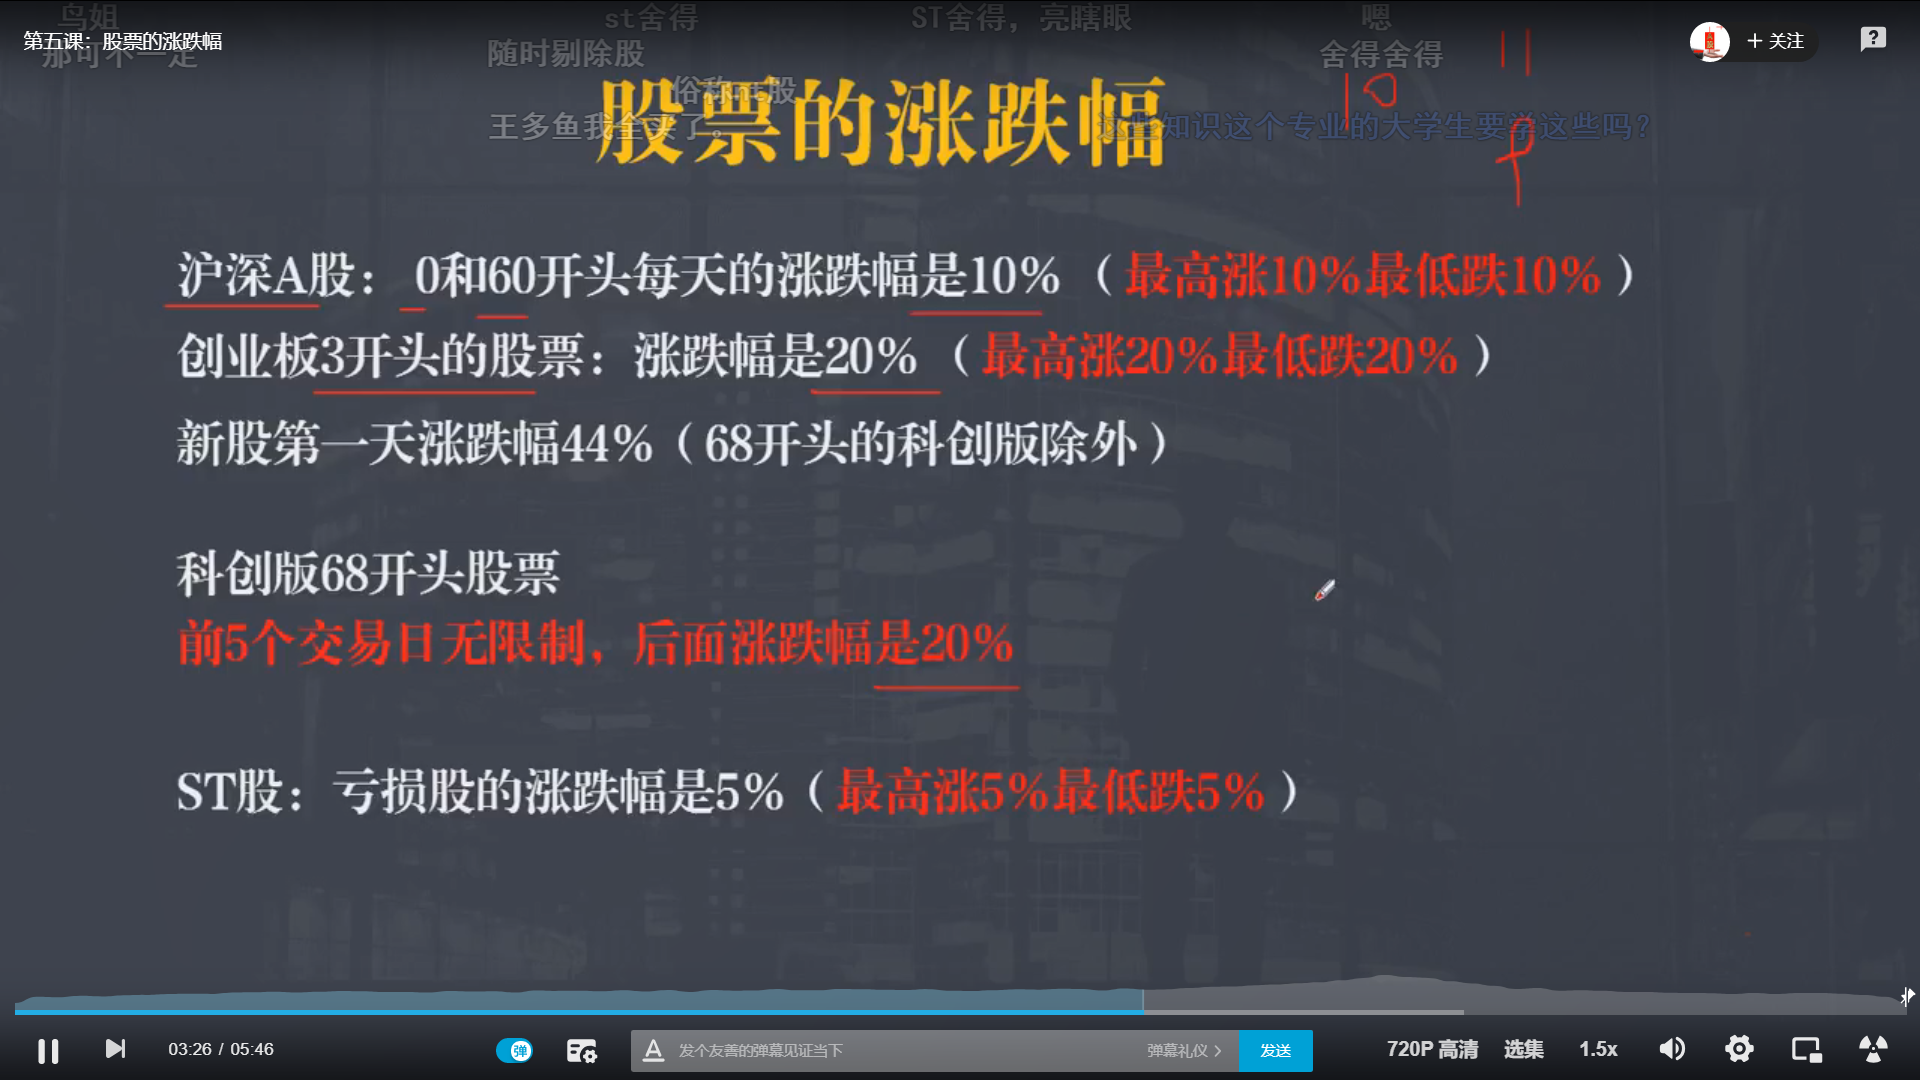 鸟姐
st舍得
ST舍得，亮瞎眼
嗯
第五课：股票的涨跌幅
那可不一定
随时剔除股
舍得舍得
关注
11
俗称nt股
10
股票的涨跌幅
王多鱼我全买了。
这些知识这个专业的大学生要学这些吗？
9
沪深A股： 0和60开头每天的涨跌幅是10%（最高涨10%最低跌10%）
创业板3开头的股票：涨跌幅是20%（最高涨20%最低跌20%）
新股第一天涨跌幅44%（68开头的科创版除外）
科创版68开头股票
前5个交易日无限制，后面涨跌幅是20%
ST股：亏损股的涨跌幅是5%（最高涨5%最低跌5%）
03:26 / 05:46
弹
发个友善的弹幕见证当下
弹幕礼仪
发送
720P 高清
选集
1.5x